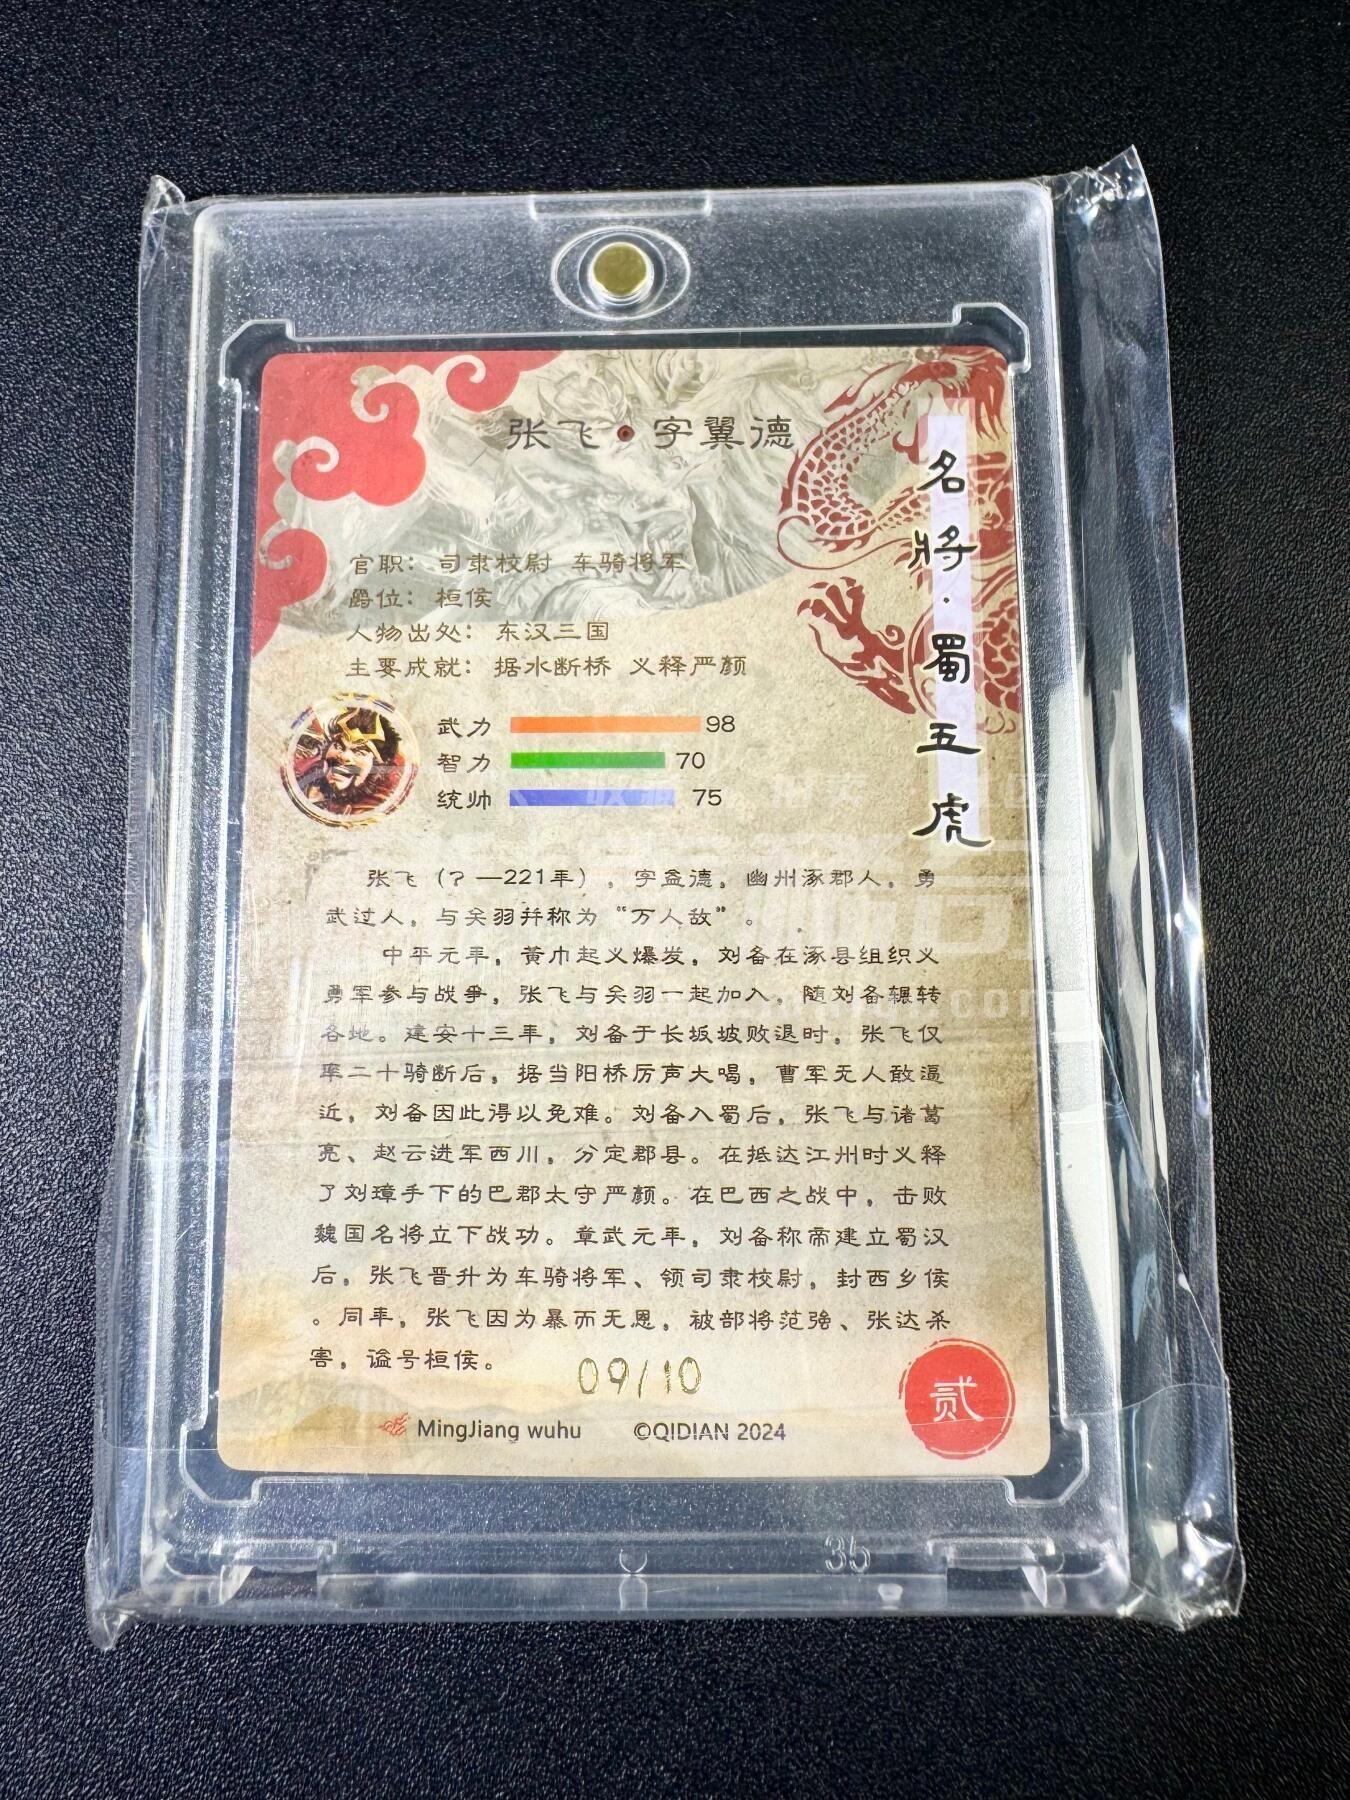 张飞•字翼德
名将·蜀五虎
官职：司隶校尉 车骑将军
爵位：桓侯
人物出处：东汉三国
主要成就：据水断桥 义释严颜
武力 98
智力 70
统帅 75
张飞（？—221年），字益德，幽州涿郡人，勇
武过人，与关羽并称为“万人敌”。
中平元年，黄巾起义爆发，刘备在涿县组织义
勇军参与战争，张飞与关羽一起加入，随刘备辗转
各地。建安十三年，刘备于长坂坡败退时，张飞仅
率二十骑断后，据当阳桥厉声大喝，曹军无人敢逼
近，刘备因此得以免难。刘备入蜀后，张飞与诸葛
亮、赵云进军西川，分定郡县。在抵达江州时义释
了刘璋手下的巴郡太守严颜。在巴西之战中，击败
魏国名将立下战功。章武元年，刘备称帝建立蜀汉
后，张飞晋升为车骑将军、领司隶校尉，封西乡侯
。同年，张飞因为暴而无恩，被部将范强、张达杀
害，谥号桓侯。
09/10
MingJiang wuhu ©QIDIAN 2024
贰
35